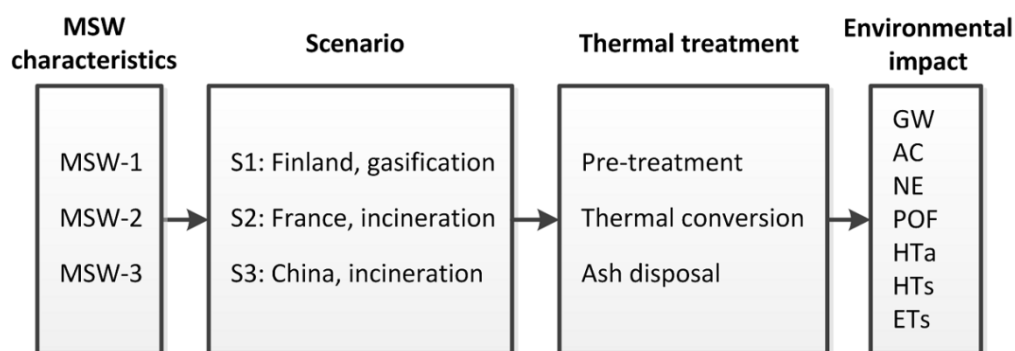 MSW
characteristics
Scenario
Thermal treatment
Environmental
impact
MSW-1
MSW-2
MSW-3
S1: Finland, gasification
S2: France, incineration
S3: China, incineration
Pre-treatment
Thermal conversion
Ash disposal
GW
AC
NE
POF
HTa
HTs
ETs